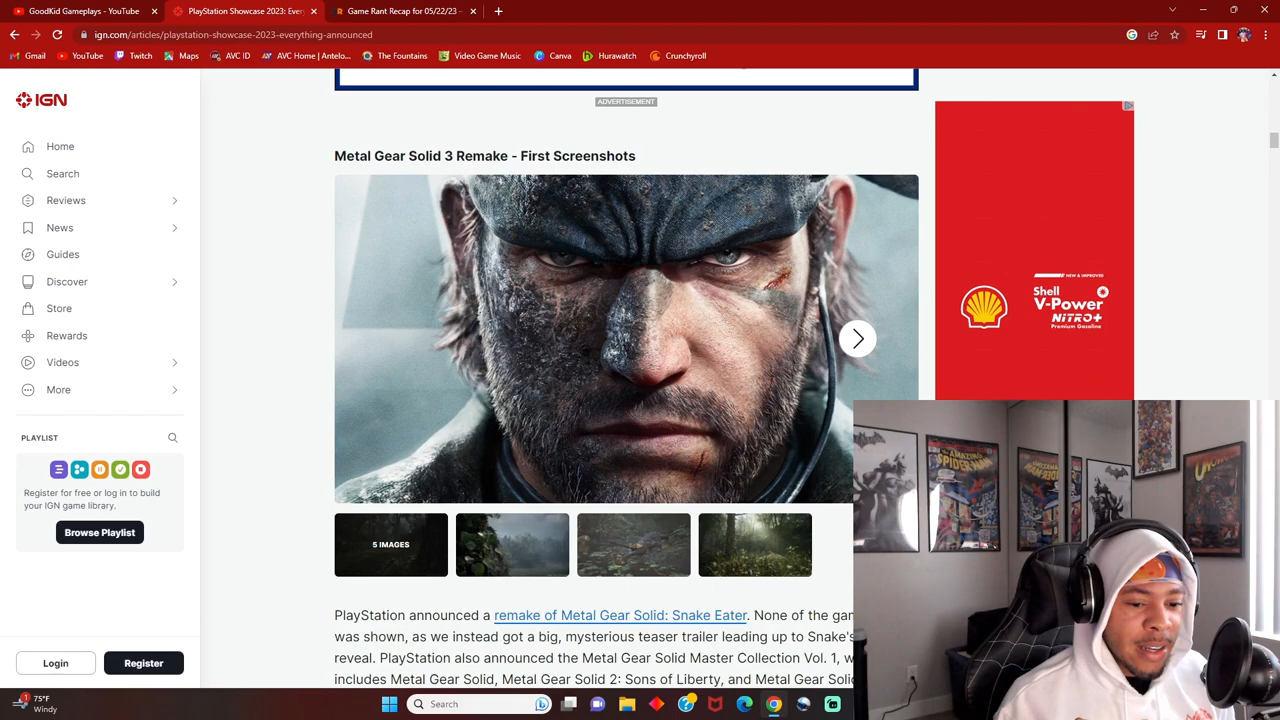 GoodKid Gameplays - YouTube
PlayStation Showcase 2023: Ever
Game Rant Recap for 05/22/23 –
ign.com/articles/playstation-showcase-2023-everything-announced
Gmail
YouTube
Twitch
Maps
AVC ID
AVC Home | Antelo...
The Fountains
Video Game Music
Canva
Hurawatch
Crunchyroll
IGN
Home
Search
Reviews
News
Guides
Discover
Store
Rewards
Videos
More
PLAYLIST
Register for free or log in to build
your IGN game library.
Browse Playlist
Login
Register
ADVERTISEMENT
Metal Gear Solid 3 Remake - First Screenshots
5 IMAGES
PlayStation announced a remake of Metal Gear Solid: Snake Eater. None of the gam
was shown, as we instead got a big, mysterious teaser trailer leading up to Snake's
reveal. PlayStation also announced the Metal Gear Solid Master Collection Vol. 1, w
includes Metal Gear Solid, Metal Gear Solid 2: Sons of Liberty, and Metal Gear Solid
NEW & IMPROVED
Shell
V-Power
NiTRO+
Premium Gasoline
THE AMAZING
SPIDER-MAN
1
75°F
Windy
Search